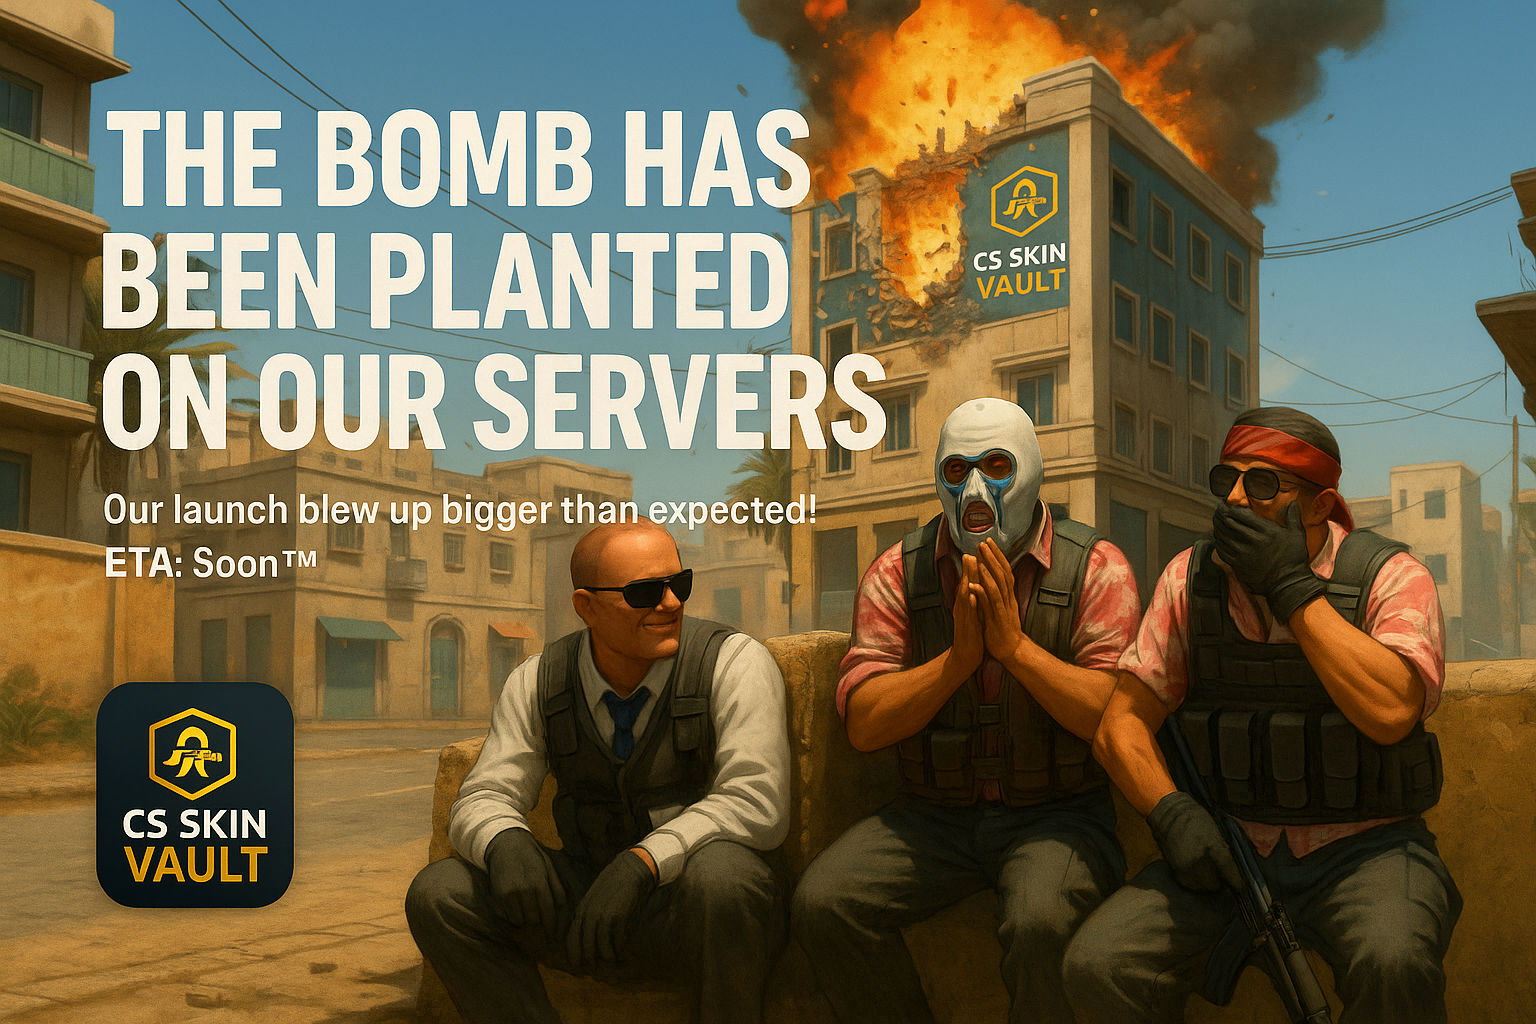 THE BOMB HAS
BEEN PLANTED
ON OUR SERVERS
Our launch blew up bigger than expected!
ETA: Soon™
CS SKIN
VAULT
CS SKIN
VAULT